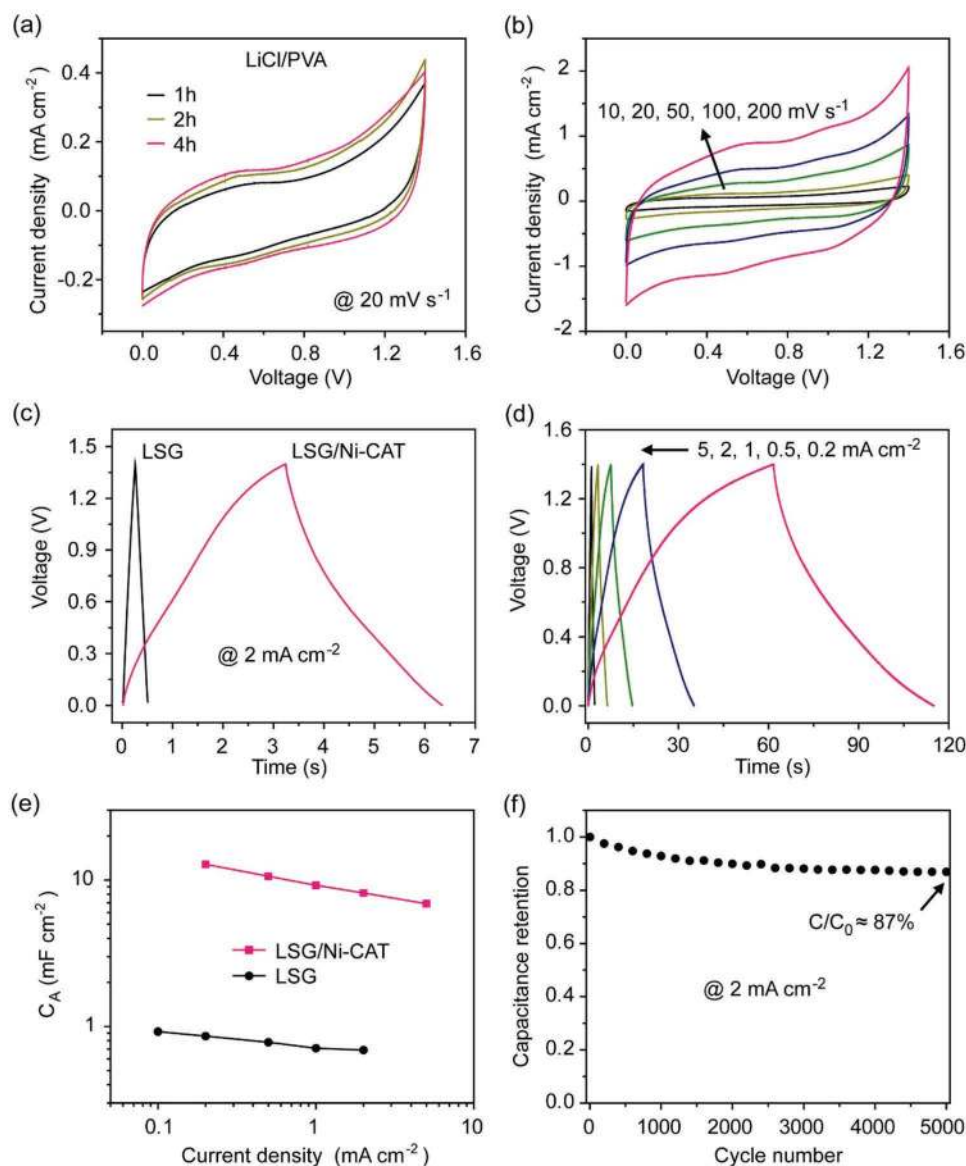 (a)
LiCl/PVA
1h
2h
4h
@ 20 mV s⁻¹
0.4
0.2
0.0
-0.2
Current density (mA cm⁻²)
0.0 0.4 0.8 1.2 1.6
Voltage (V)
(b)
10, 20, 50, 100, 200 mV s⁻¹
2
1
0
-1
-2
Current density (mA cm⁻²)
0.0 0.4 0.8 1.2 1.6
Voltage (V)
(c)
LSG LSG/Ni-CAT
@ 2 mA cm⁻²
1.5
1.2
0.9
0.6
0.3
0.0
Voltage (V)
0 1 2 3 4 5 6 7
Time (s)
(d)
5, 2, 1, 0.5, 0.2 mA cm⁻²
1.6
1.2
0.8
0.4
0.0
Voltage (V)
0 30 60 90 120
Time (s)
(e)
10
1
C_A (mF cm⁻²)
LSG/Ni-CAT
LSG
0.1 1 10
Current density (mA cm⁻²)
(f)
1.0
0.8
0.6
0.4
0.2
0.0
Capacitance retention
C/C₀ ≈ 87%
@ 2 mA cm⁻²
0 1000 2000 3000 4000 5000
Cycle number